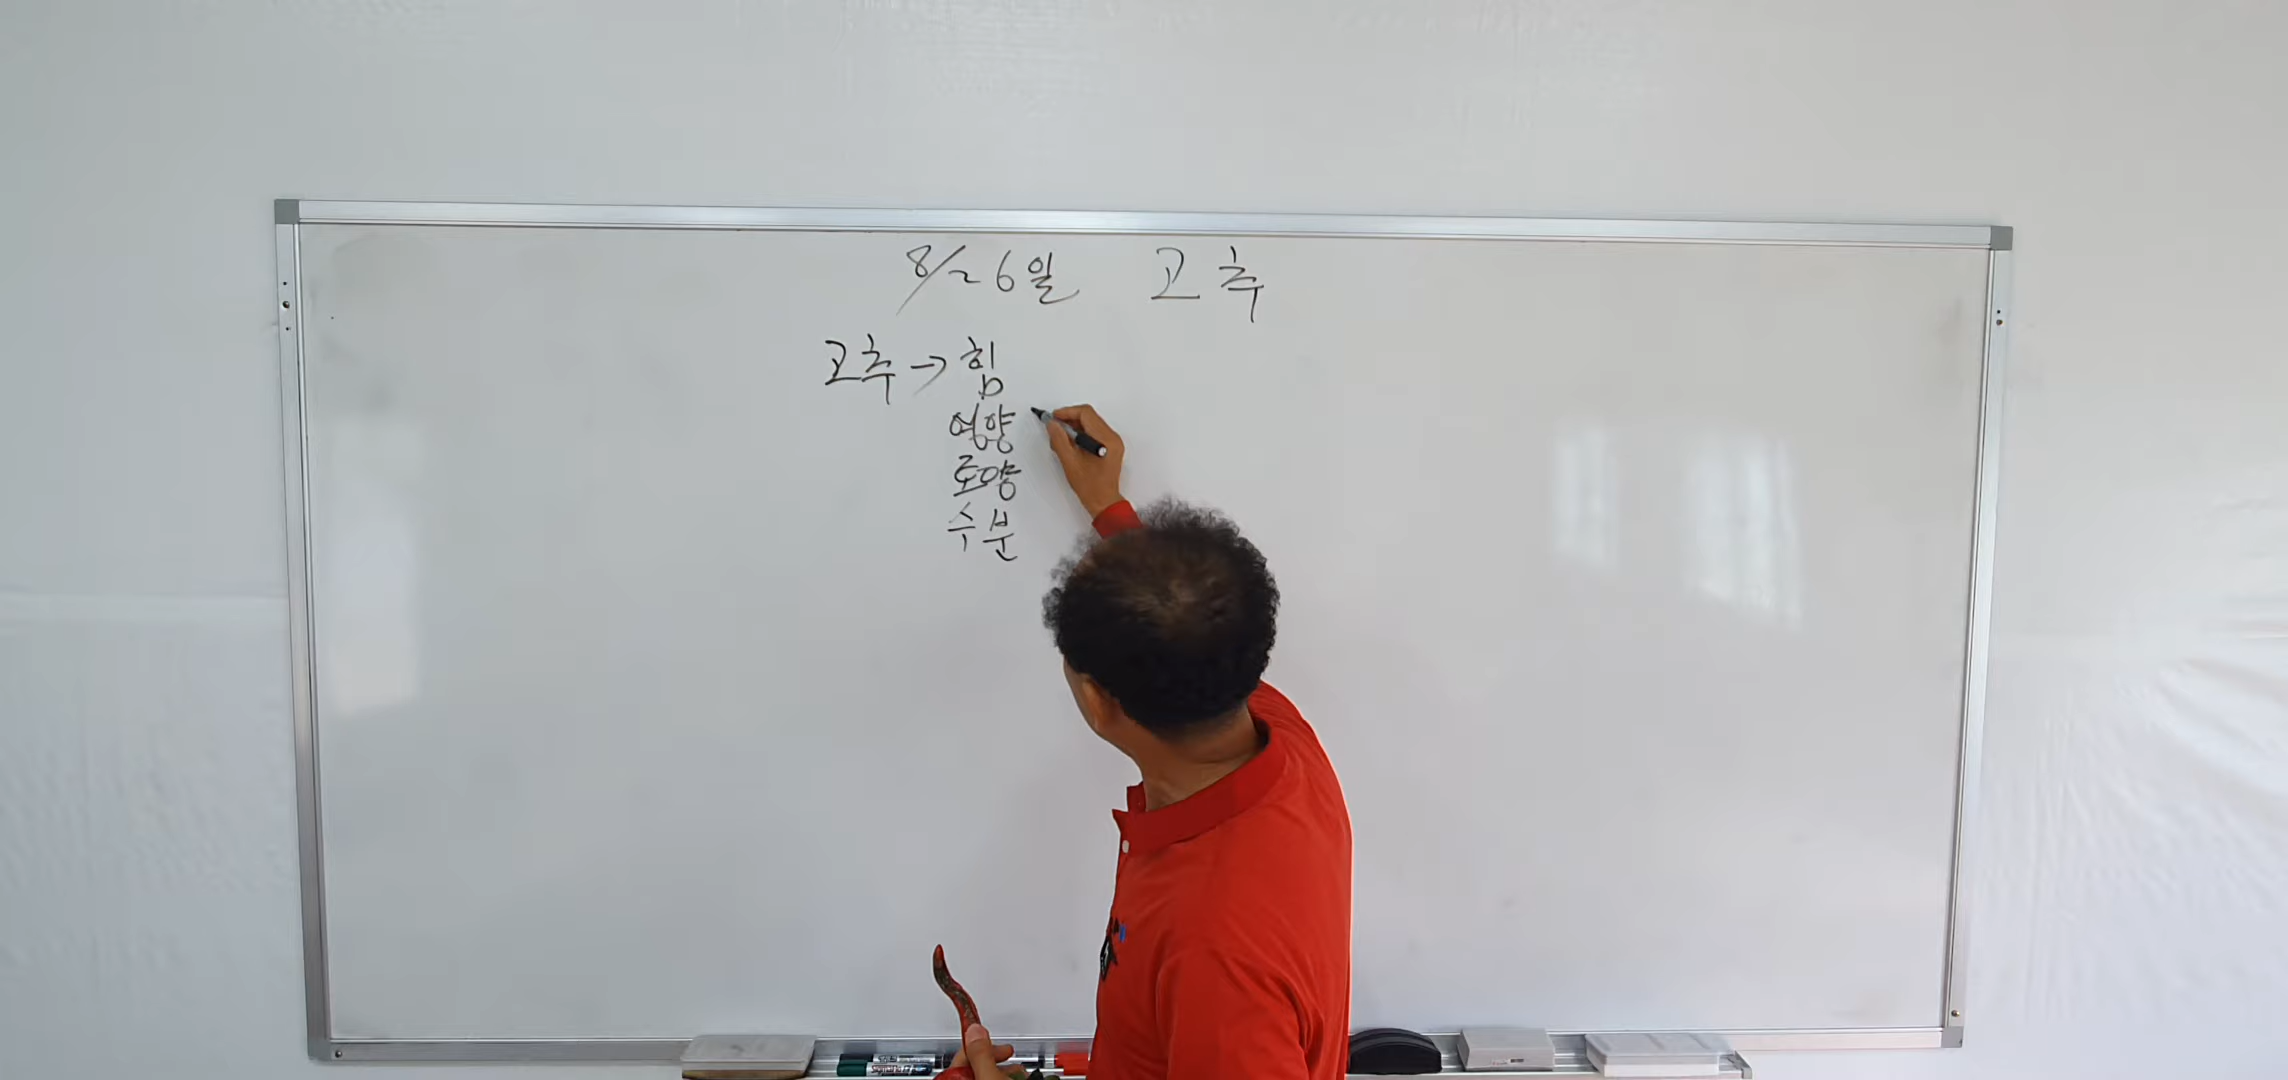 8/26일 고추
고추 → 힘
영양
토양
수분